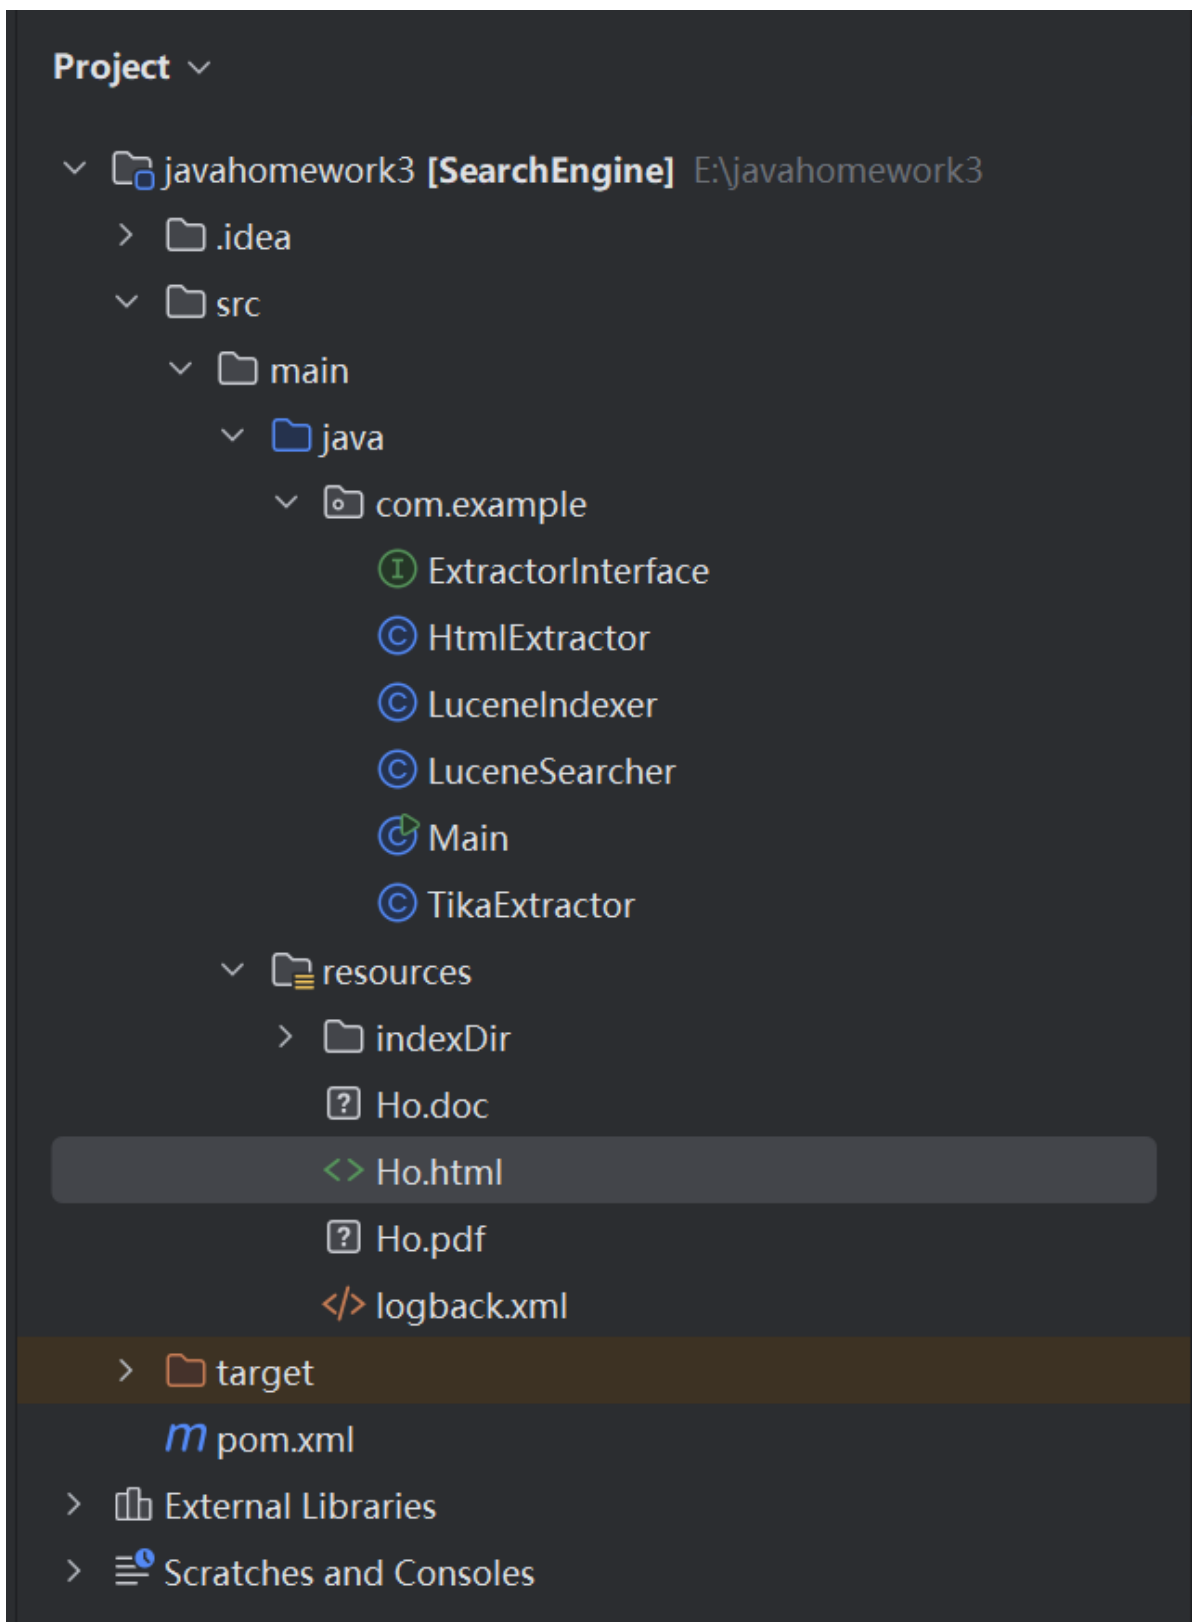 Project
javahomework3 [SearchEngine] E:\javahomework3
.idea
src
main
java
com.example
ExtractorInterface
HtmlExtractor
LuceneIndexer
LuceneSearcher
Main
TikaExtractor
resources
indexDir
Ho.doc
Ho.html
Ho.pdf
logback.xml
target
pom.xml
External Libraries
Scratches and Consoles